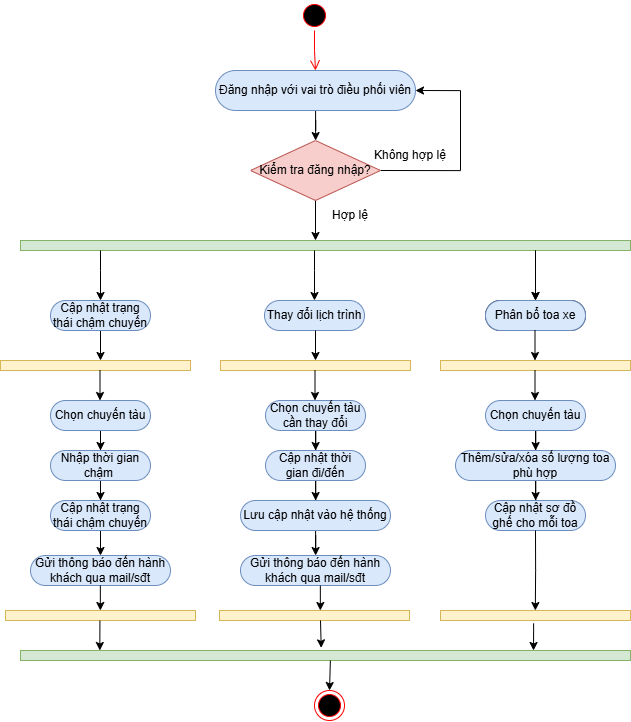 Đăng nhập với vai trò điều phối viên
Không hợp lệ
Kiểm tra đăng nhập?
Hợp lệ
Cập nhật trạng
thái chậm chuyến
Thay đổi lịch trình
Phân bổ toa xe
Chọn chuyến tàu
Chọn chuyến tàu
cần thay đổi
Chọn chuyến tàu
Nhập thời gian
chậm
Cập nhật thời
gian đi/đến
Thêm/sửa/xóa số lượng toa
phù hợp
Cập nhật trạng
thái chậm chuyến
Lưu cập nhật vào hệ thống
Cập nhật sơ đồ
ghế cho mỗi toa
Gửi thông báo đến hành
khách qua mail/sđt
Gửi thông báo đến hành
khách qua mail/sđt